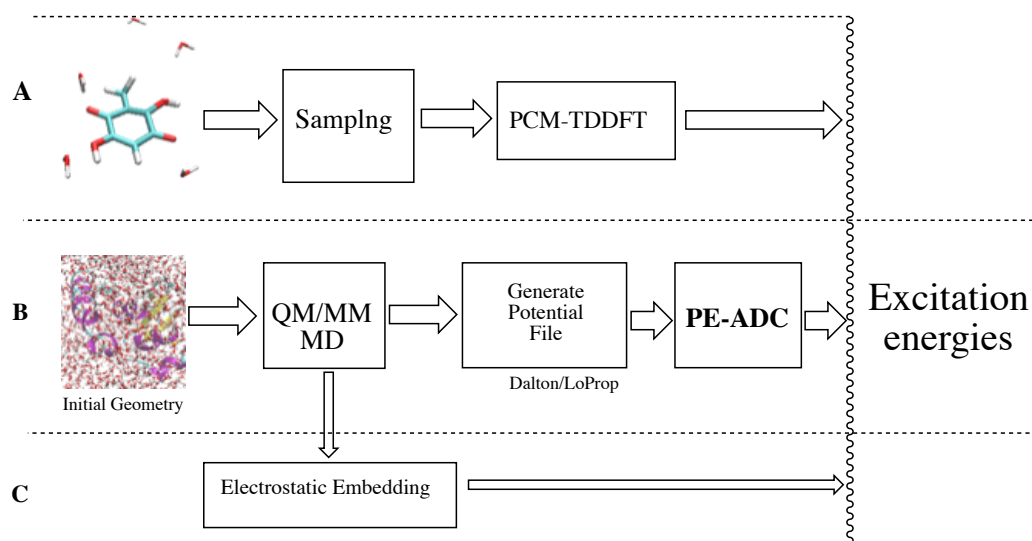 A
Samplng
PCM-TDDFT
B
Initial Geometry
QM/MM
MD
Generate
Potential
File
Dalton/LoProp
PE-ADC
Excitation
energies
C
Electrostatic Embedding